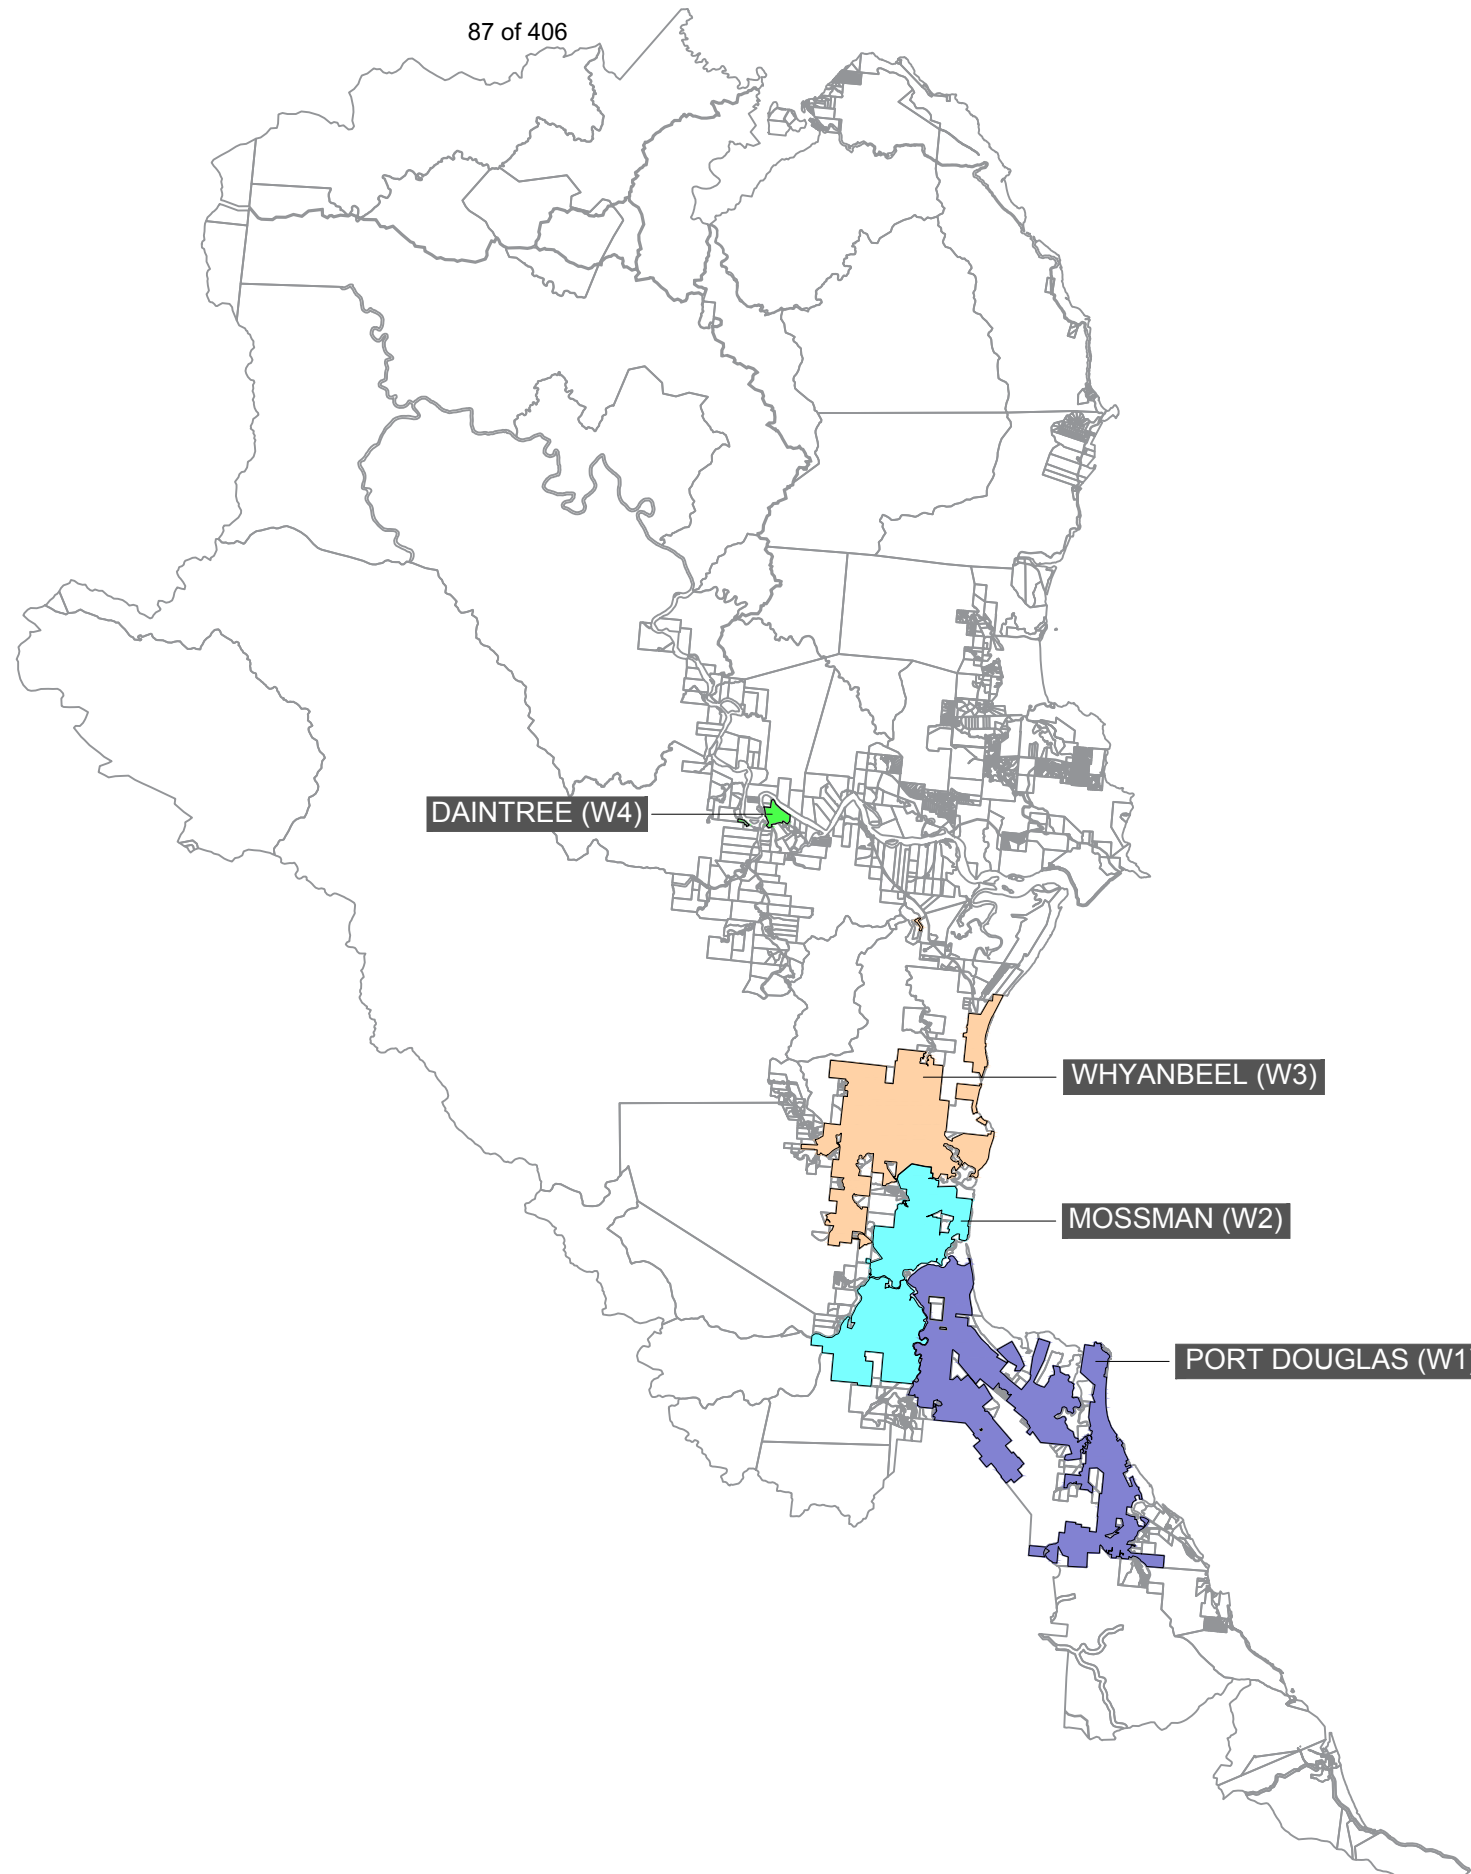 87 of 406
DAINTREE (W4)
WHYANBEEL (W3)
MOSSMAN (W2)
PORT DOUGLAS (W1)